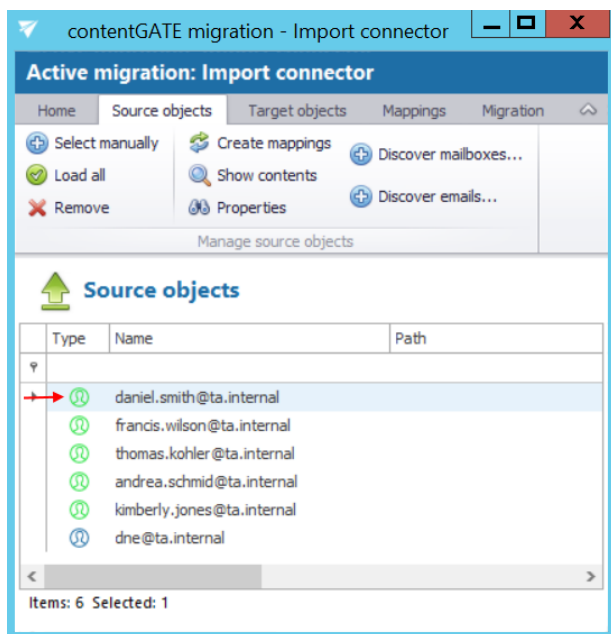 contentGATE migration - Import connector
Active migration: Import connector
Home Source objects Target objects Mappings Migration
Select manually Create mappings Discover mailboxes...
Load all Show contents Discover emails...
Remove Properties
Manage source objects
Source objects
Type Name Path
daniel.smith@ta.internal
francis.wilson@ta.internal
thomas.kohler@ta.internal
andrea.schmid@ta.internal
kimberly.jones@ta.internal
dne@ta.internal
Items: 6 Selected: 1